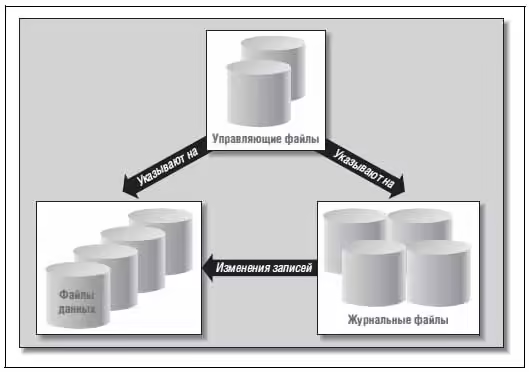 Управляющие файлы
Указывают на
Указывают на
Изменения записей
Файлы
данных
Журнальные файлы